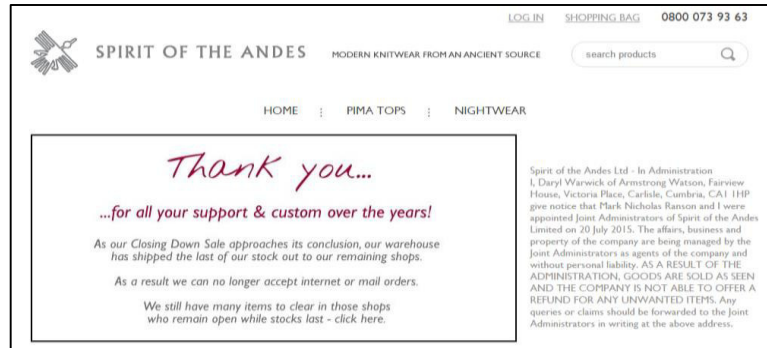 LOG IN SHOPPING BAG 0800 073 93 63
SPIRIT OF THE ANDES MODERN KNITWEAR FROM AN ANCIENT SOURCE search products
HOME PIMA TOPS NIGHTWEAR
Thank you...
...for all your support & custom over the years!
As our Closing Down Sale approaches its conclusion, our warehouse
has shipped the last of our stock out to our remaining shops.
As a result we can no longer accept internet or mail orders.
We still have many items to clear in those shops
who remain open while stocks last - click here.
Spirit of the Andes Ltd - In Administration
I, Daryl Warwick of Armstrong Watson, Fairview
House, Victoria Place, Carlisle, Cumbria, CA1 1HP
give notice that Mark Nicholas Ranson and I were
appointed Joint Administrators of Spirit of the Andes
Limited on 20 July 2015. The affairs, business and
property of the company are being managed by the
Joint Administrators as agents of the company and
without personal liability. AS A RESULT OF THE
ADMINISTRATION, GOODS ARE SOLD AS SEEN
AND THE COMPANY IS NOT ABLE TO OFFER A
REFUND FOR ANY UNWANTED ITEMS. Any
queries or claims should be forwarded to the Joint
Administrators in writing at the above address.